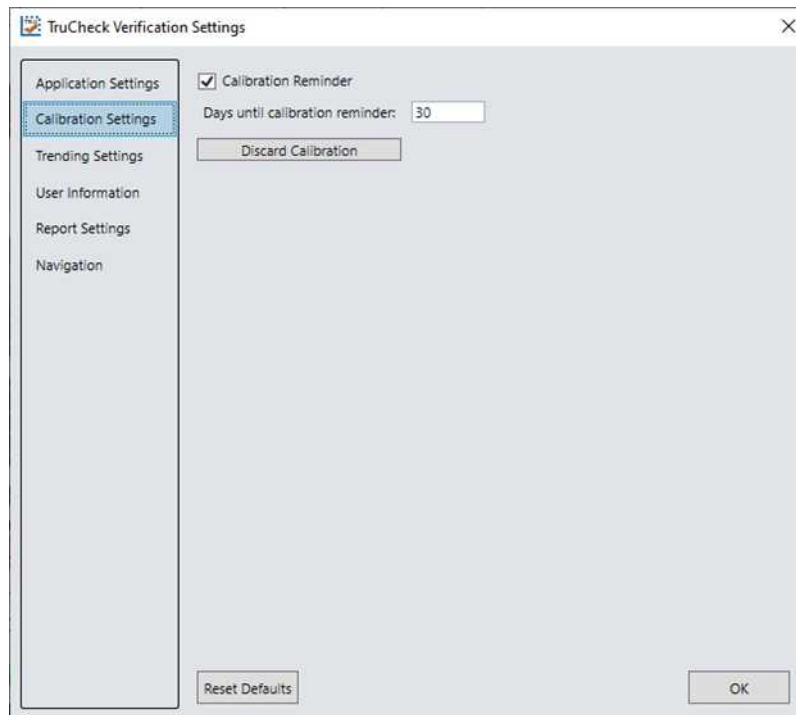 TruCheck Verification Settings
Application Settings
Calibration Settings
Trending Settings
User Information
Report Settings
Navigation
Calibration Reminder
Days until calibration reminder: 30
Discard Calibration
Reset Defaults
OK